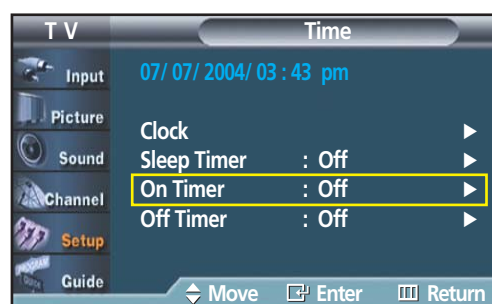 T V
Time
Input
Picture
Sound
Channel
Setup
Guide
07/ 07/ 2004/ 03 : 43 pm
Clock
Sleep Timer : Off
On Timer : Off
Off Timer : Off
Move Enter Return